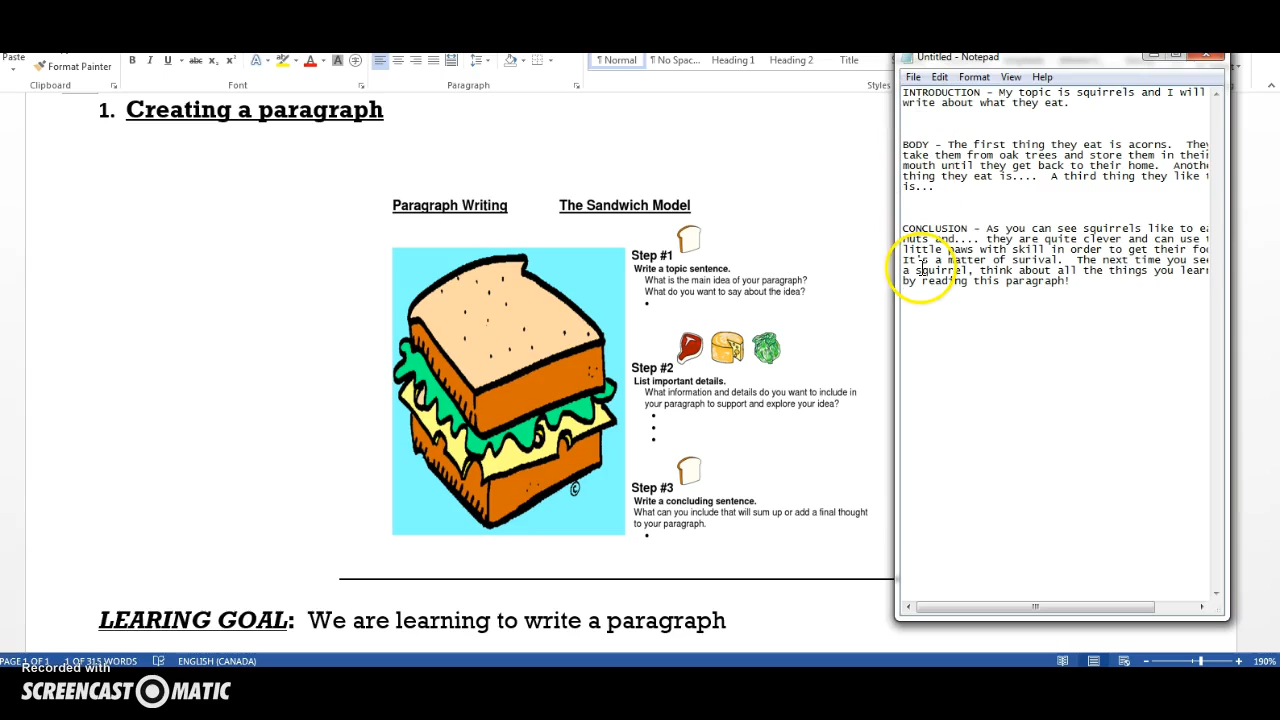 Paste
Format Painter
Clipboard
B I U abc x₂ x² A A A
Font
Paragraph
¶ Normal ¶ No Spac... Heading 1 Heading 2 Title
Styles
1. Creating a paragraph
Paragraph Writing The Sandwich Model
Step #1
Write a topic sentence.
What is the main idea of your paragraph?
What do you want to say about the idea?
Step #2
List important details.
What information and details do you want to include in
your paragraph to support and explore your idea?
Step #3
Write a concluding sentence.
What can you include that will sum up or add a final thought
to your paragraph.
LEARING GOAL: We are learning to write a paragraph
PAGE 1 OF 1 1 OF 315 WORDS ENGLISH (CANADA)
190%
Untitled - Notepad
File Edit Format View Help
INTRODUCTION - My topic is squirrels and I will
write about what they eat.
BODY - The first thing they eat is acorns. They
take them from oak trees and store them in their
mouth until they get back to their home.
thing they eat is.... A third thing they like
is...
CONCLUSION - As you can see squirrels like to
nuts and.... they are quite clever and can use
little paws with skill in order to get their
It's a matter of surival. The next time you see
a squirrel, think about all the things you
by reading this paragraph!
Recorded with
SCREENCAST MATIC